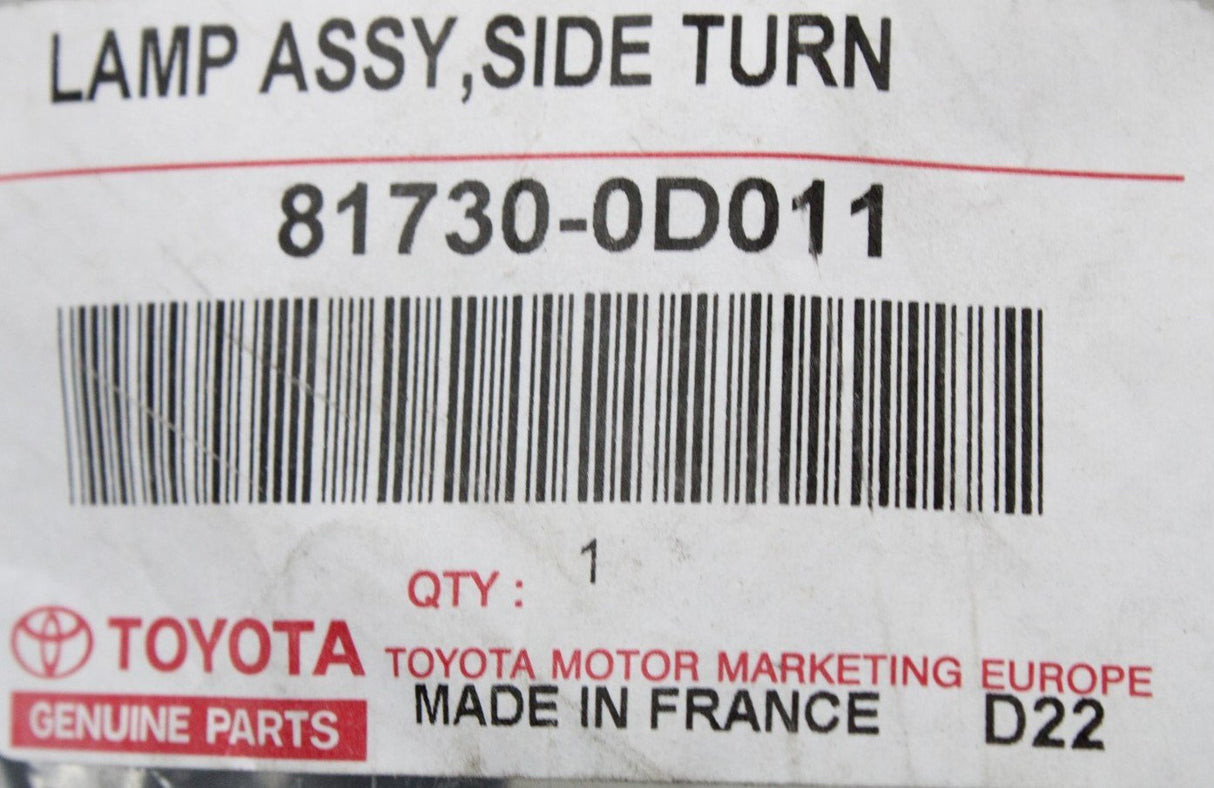 LAMP ASSY,SIDE TURN
81730-0D011
1
QTY :
TOYOTA
TOYOTA MOTOR MARKETING EUROPE
GENUINE PARTS
MADE IN FRANCE D22